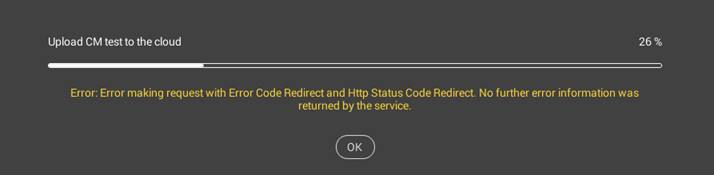 Upload CM test to the cloud 26 %
Error: Error making request with Error Code Redirect and Http Status Code Redirect. No further error information was
returned by the service.
OK